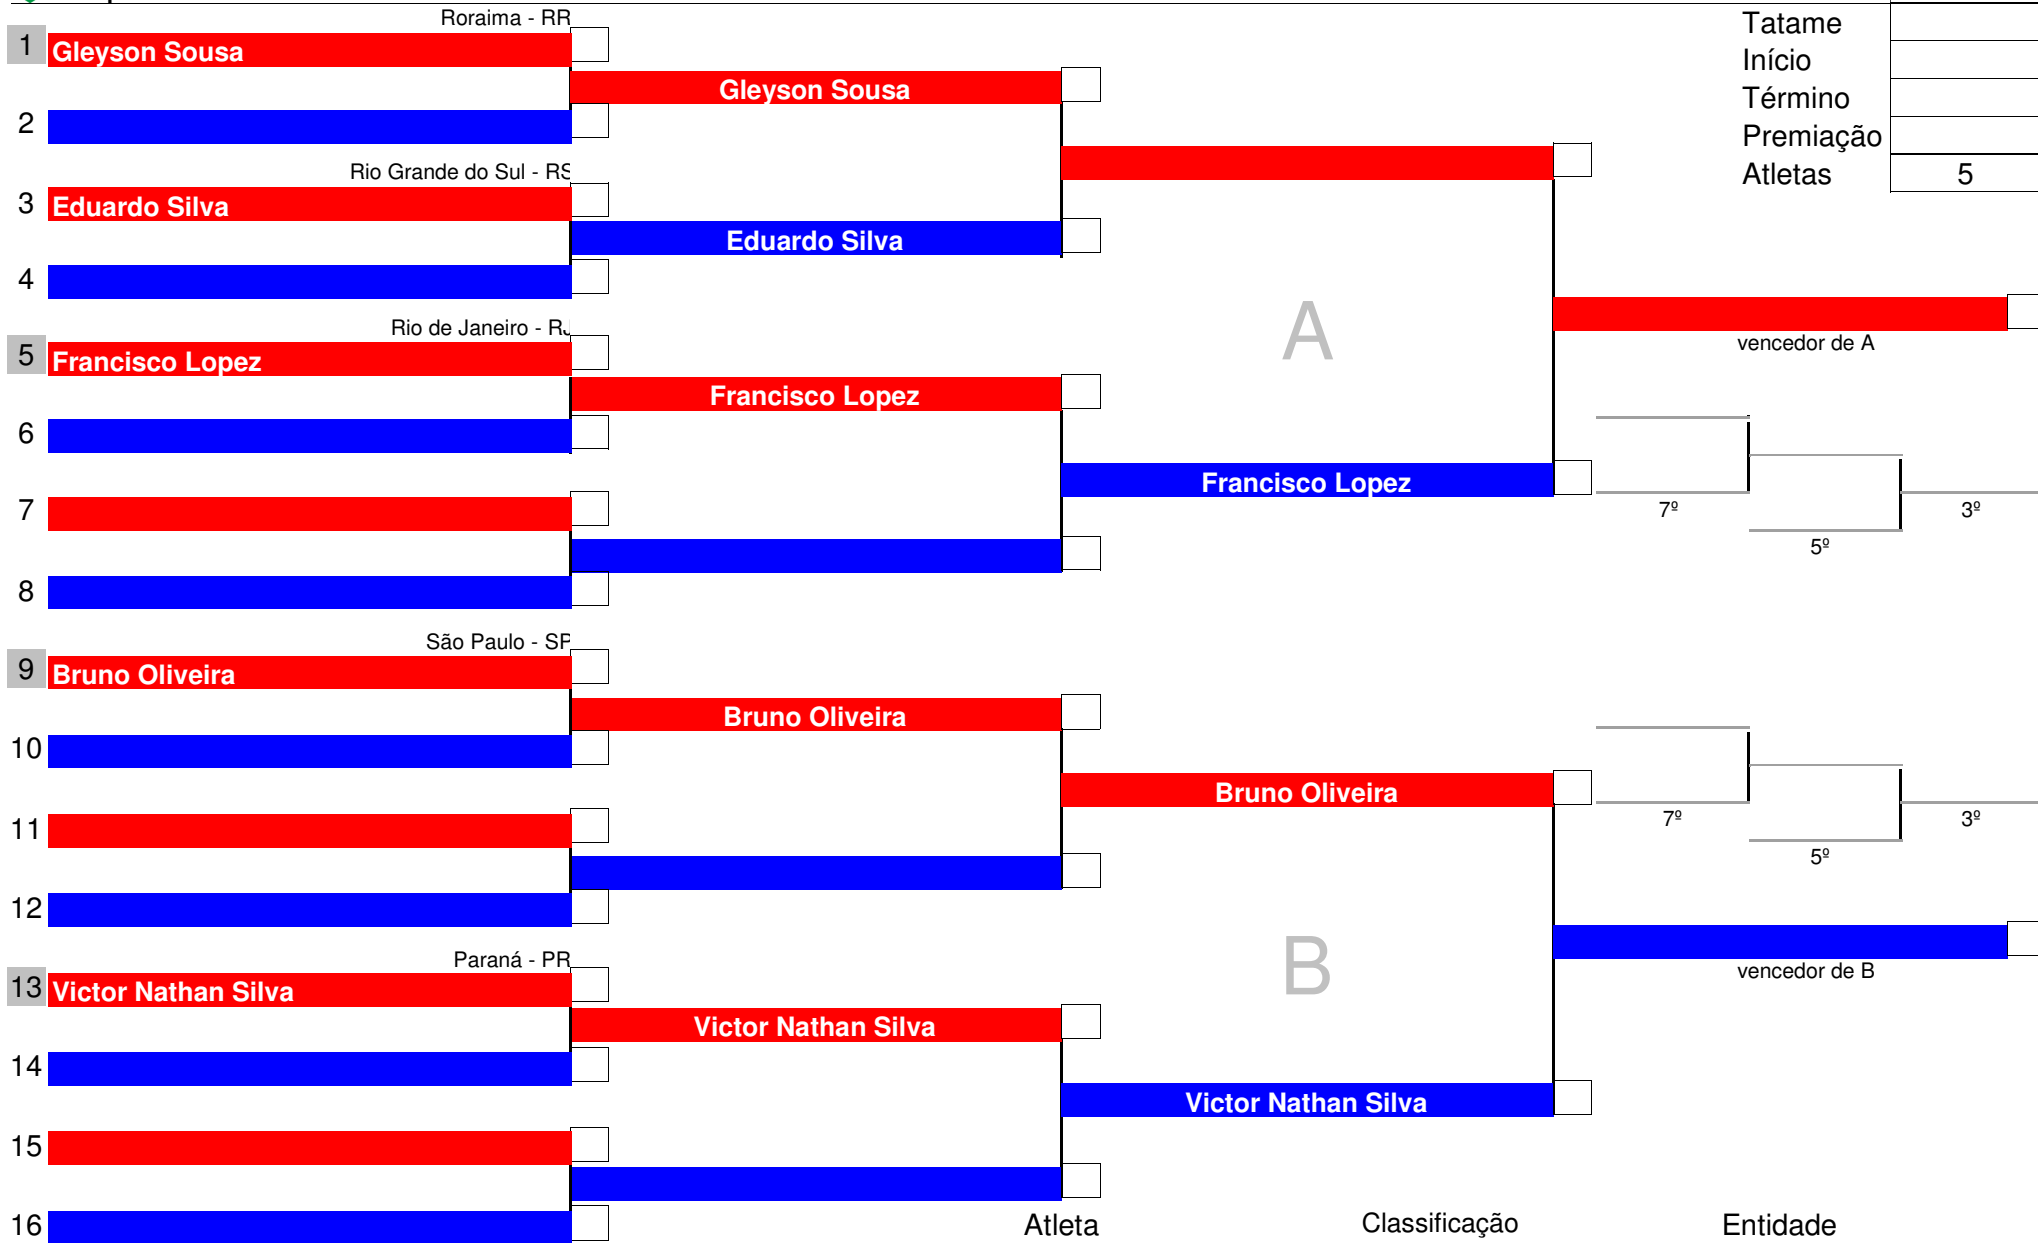 Roraima - RR
1 Gleyson Sousa
Gleyson Sousa
2
Rio Grande do Sul - RS
3 Eduardo Silva
Eduardo Silva
4
Rio de Janeiro - RJ
5 Francisco Lopez
Francisco Lopez
6
Francisco Lopez
7
8
São Paulo - SP
9 Bruno Oliveira
Bruno Oliveira
10
Bruno Oliveira
11
12
Paraná - PR
13 Victor Nathan Silva
Victor Nathan Silva
14
Victor Nathan Silva
15
16
A
B
Tatame
Início
Término
Premiação
Atletas 5
vencedor de A
7º
3º
5º
7º
3º
5º
vencedor de B
Atleta Classificação Entidade